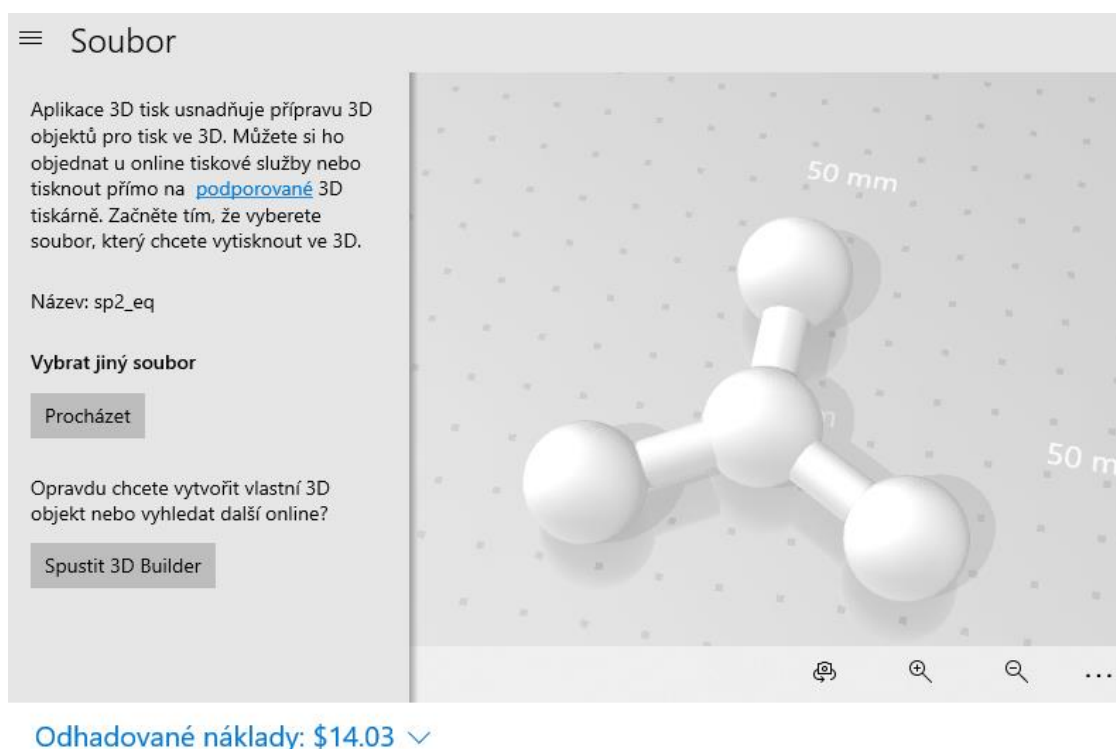 Soubor
Aplikace 3D tisk usnadňuje přípravu 3D
objektů pro tisk ve 3D. Můžete si ho
objednat u online tiskové služby nebo
tisknout přímo na podporované 3D
tiskárně. Začněte tím, že vyberete
soubor, který chcete vytisknout ve 3D.
Název: sp2_eq
Vybrat jiný soubor
Procházet
Opravdu chcete vytvořit vlastní 3D
objekt nebo vyhledat další online?
Spustit 3D Builder
50 mm
50 m
Odhadované náklady: $14.03